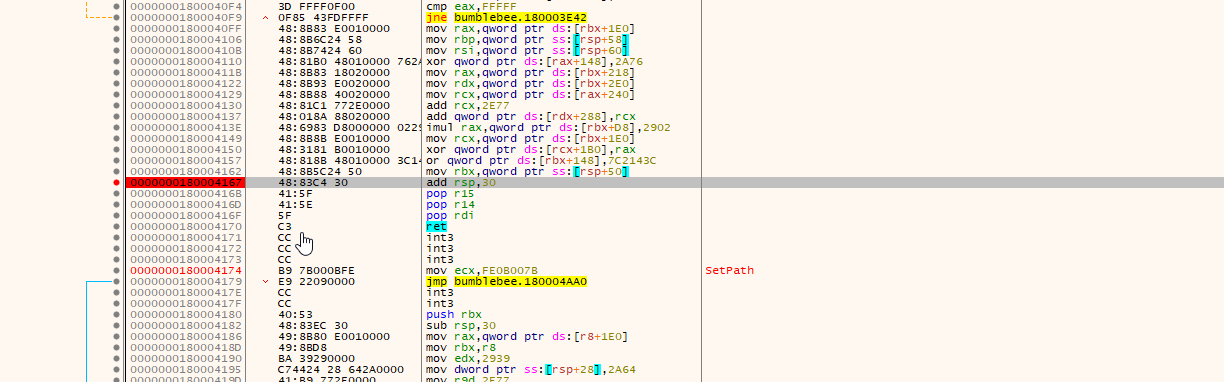 00000001800040F4 3D FFFF0F00 cmp eax,FFFFF
00000001800040F9 0F85 43FDFFFF jne bumblebee.180003E42
00000001800040FF 48:8B83 E0010000 mov rax,qword ptr ds:[rbx+1E0]
0000000180004106 48:8B6C24 58 mov rbp,qword ptr ss:[rsp+58]
000000018000410B 48:8B7424 60 mov rsi,qword ptr ss:[rsp+60]
0000000180004110 48:81B0 48010000 762A xor qword ptr ds:[rax+148],2A76
000000018000411B 48:8B83 18020000 mov rax,qword ptr ds:[rbx+218]
0000000180004122 48:8B93 E0020000 mov rdx,qword ptr ds:[rbx+2E0]
0000000180004129 48:8B88 40020000 mov rcx,qword ptr ds:[rax+240]
0000000180004130 48:81C1 772E0000 add rcx,2E77
0000000180004137 48:018A 88020000 add qword ptr ds:[rdx+288],rcx
000000018000413E 48:6983 D8000000 0229 imul rax,qword ptr ds:[rbx+D8],2902
0000000180004149 48:8B8B E0010000 mov rcx,qword ptr ds:[rbx+1E0]
0000000180004150 48:3181 B0010000 xor qword ptr ds:[rcx+1B0],rax
0000000180004157 48:818B 48010000 3C14 or qword ptr ds:[rbx+148],7C2143C
0000000180004162 48:8B5C24 50 mov rbx,qword ptr ss:[rsp+50]
0000000180004167 48:83C4 30 add rsp,30
000000018000416B 41:5F pop r15
000000018000416D 41:5E pop r14
000000018000416F 5F pop rdi
0000000180004170 C3 ret
0000000180004171 CC int3
0000000180004172 CC int3
0000000180004173 CC int3
0000000180004174 B9 7B000BFE mov ecx,FE0B007B SetPath
0000000180004179 E9 22090000 jmp bumblebee.180004AA0
000000018000417E CC int3
000000018000417F CC int3
0000000180004180 40:53 push rbx
0000000180004182 48:83EC 30 sub rsp,30
0000000180004186 49:8B80 E0010000 mov rax,qword ptr ds:[r8+1E0]
000000018000418D 49:8BD8 mov rbx,r8
0000000180004190 BA 39290000 mov edx,2939
0000000180004195 C74424 28 642A0000 mov dword ptr ss:[rsp+28],2A64
000000018000419D 41:B9 772E0000 mov r9d,2E77